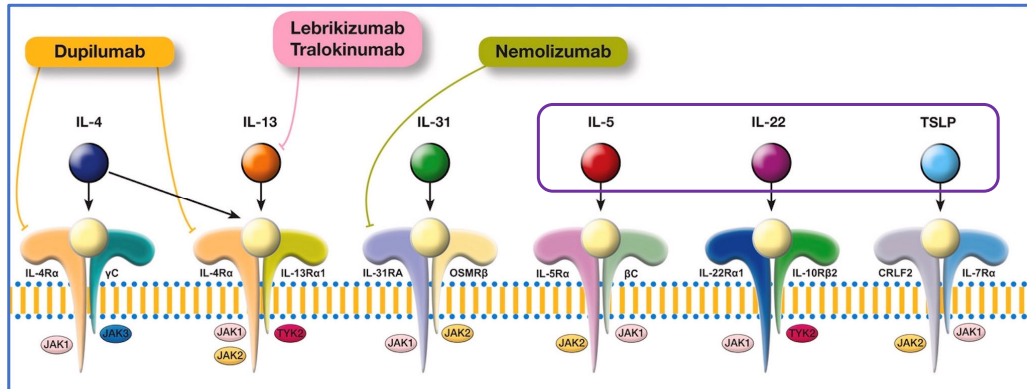 Dupilumab
Lebrikizumab
Tralokinumab
Nemolizumab
IL-4
IL-13
IL-31
IL-5
IL-22
TSLP
IL-4Rα
γC
IL-4Rα
IL-13Rα1
IL-31RA
OSMRβ
IL-5Rα
βC
IL-22Rα1
IL-10Rβ2
CRLF2
IL-7Rα
JAK1
JAK3
JAK1
JAK2
TYK2
JAK1
JAK2
JAK2
JAK1
JAK1
TYK2
JAK2
JAK1